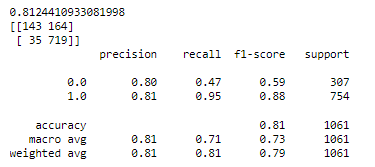 0.8124410933081998
[[143 164]
 [ 35 719]]
              precision    recall  f1-score   support

         0.0       0.80      0.47      0.59       307
         1.0       0.81      0.95      0.88       754

    accuracy                           0.81      1061
   macro avg       0.81      0.71      0.73      1061
weighted avg       0.81      0.81      0.79      1061